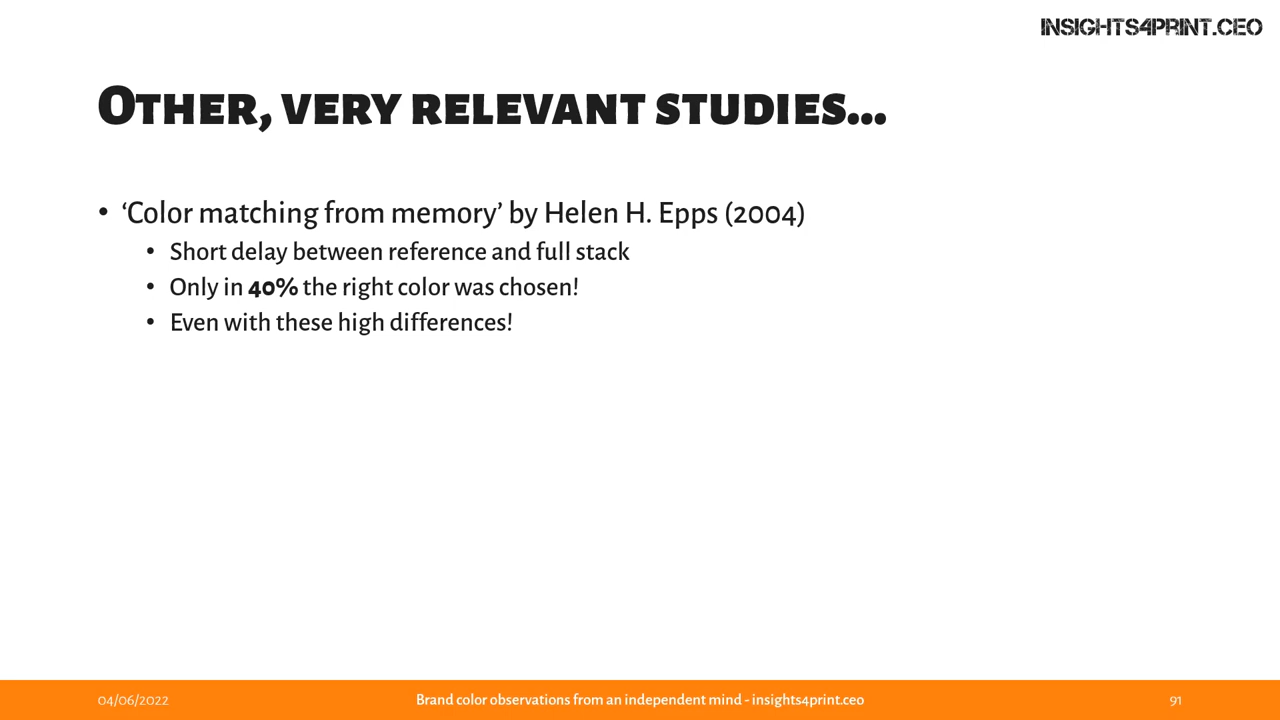 INSIGHTS4PRINT.CEO
Other, very relevant studies...
• ‘Color matching from memory’ by Helen H. Epps (2004)
• Short delay between reference and full stack
• Only in 40% the right color was chosen!
• Even with these high differences!
04/06/2022
Brand color observations from an independent mind - insights4print.ceo
91